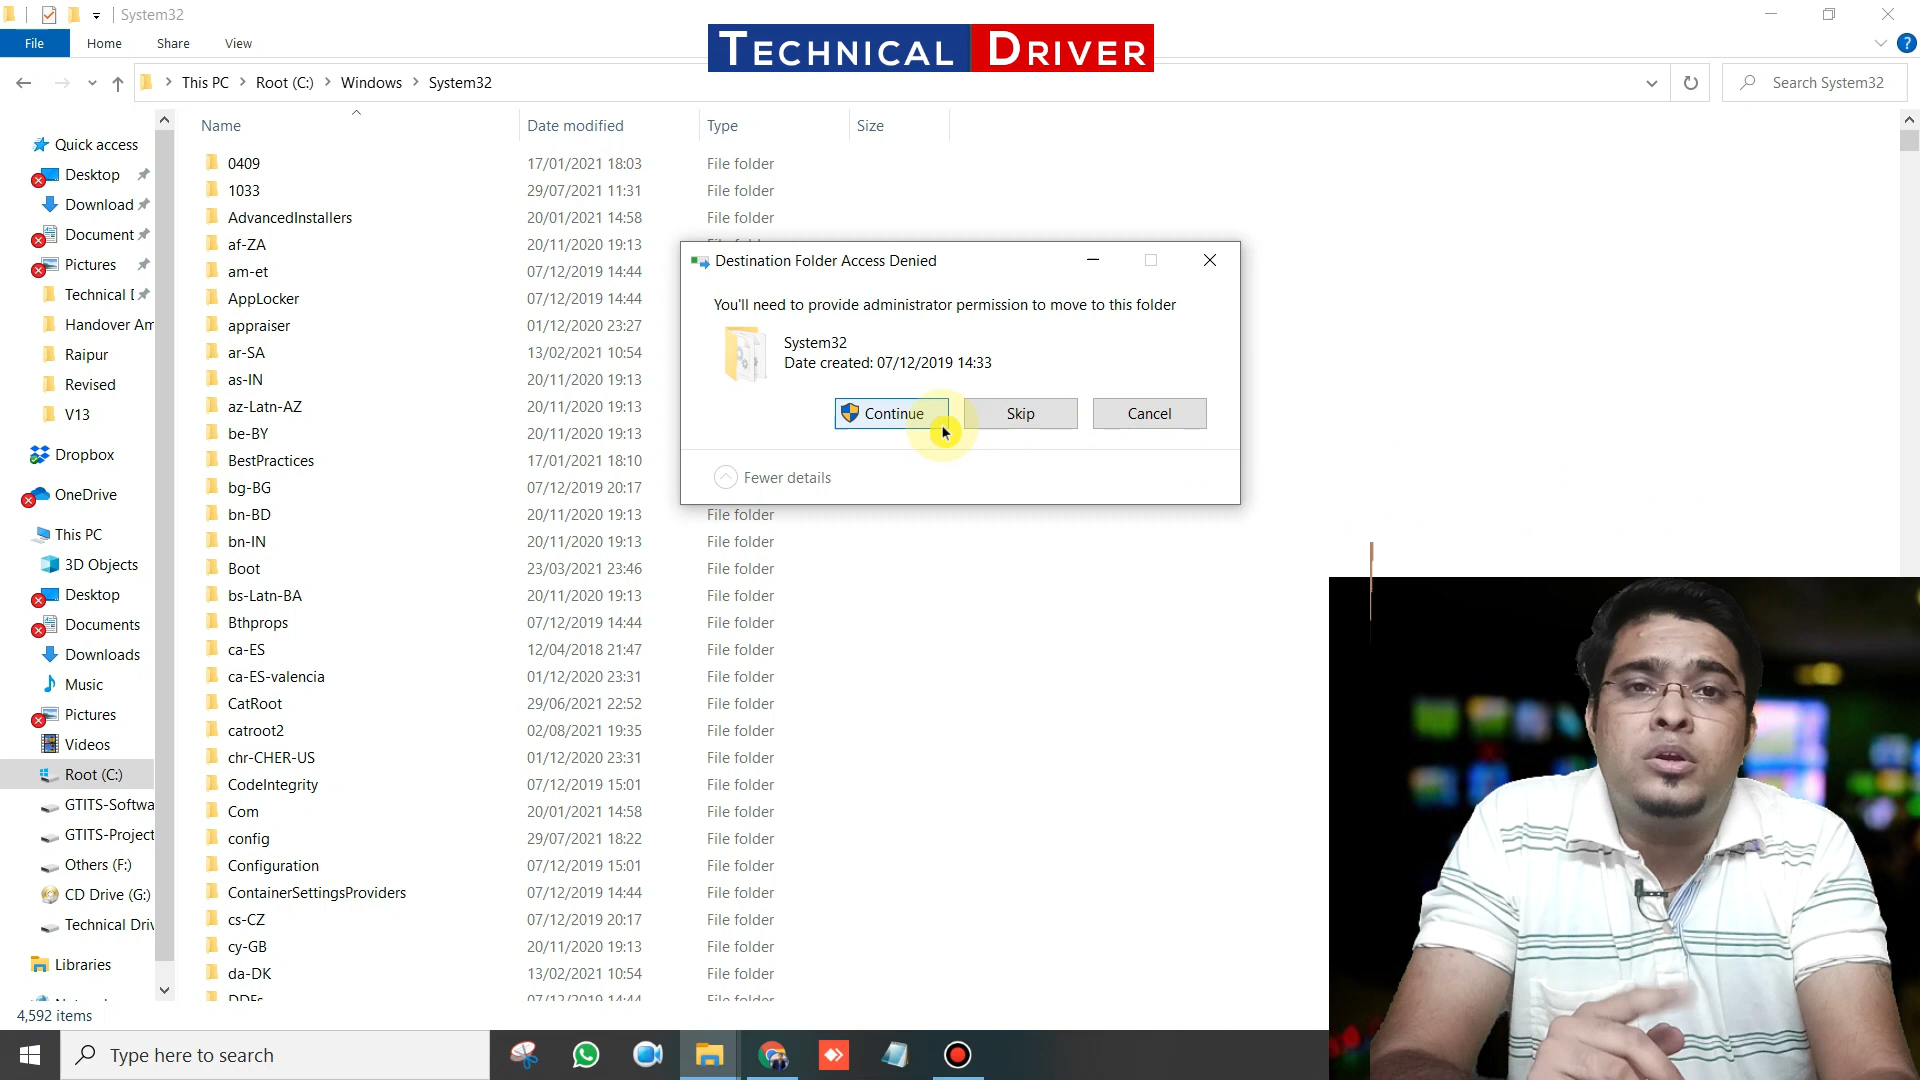 System32
TECHNICAL DRIVER
File
Home
Share
View
This PC
Root (C:)
Windows
System32
Search System32
Name
Date modified
Type
Size
Quick access
Desktop
Download
Document
Pictures
Technical [
Handover Am
Raipur
Revised
V13
Dropbox
OneDrive
This PC
3D Objects
Desktop
Documents
Downloads
Music
Pictures
Videos
Root (C:)
GTITS-Softwa
GTITS-Project
Others (F:)
CD Drive (G:)
Technical Driv
Libraries
0409 17/01/2021 18:03 File folder
1033 29/07/2021 11:31 File folder
AdvancedInstallers 20/01/2021 14:58 File folder
af-ZA 20/11/2020 19:13
am-et 07/12/2019 14:44
AppLocker 07/12/2019 14:44
appraiser 01/12/2020 23:27
ar-SA 13/02/2021 10:54
as-IN 20/11/2020 19:13
az-Latn-AZ 20/11/2020 19:13
be-BY 20/11/2020 19:13
BestPractices 17/01/2021 18:10
bg-BG 07/12/2019 20:17
bn-BD 20/11/2020 19:13 File folder
bn-IN 20/11/2020 19:13 File folder
Boot 23/03/2021 23:46 File folder
bs-Latn-BA 20/11/2020 19:13 File folder
Bthprops 07/12/2019 14:44 File folder
ca-ES 12/04/2018 21:47 File folder
ca-ES-valencia 01/12/2020 23:31 File folder
CatRoot 29/06/2021 22:52 File folder
catroot2 02/08/2021 19:35 File folder
chr-CHER-US 01/12/2020 23:31 File folder
CodeIntegrity 07/12/2019 15:01 File folder
Com 20/01/2021 14:58 File folder
config 29/07/2021 18:22 File folder
Configuration 07/12/2019 15:01 File folder
ContainerSettingsProviders 07/12/2019 14:44 File folder
cs-CZ 07/12/2019 20:17 File folder
cy-GB 20/11/2020 19:13 File folder
da-DK 13/02/2021 10:54 File folder
Destination Folder Access Denied
You'll need to provide administrator permission to move to this folder
System32
Date created: 07/12/2019 14:33
Continue
Skip
Cancel
Fewer details
4,592 items
Type here to search